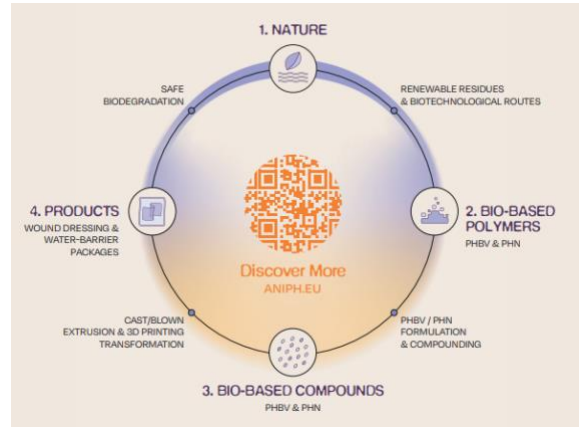 1. NATURE
RENEWABLE RESIDUES
& BIOTECHNOLOGICAL ROUTES
2. BIO-BASED
POLYMERS
PHBV & PHN
PHBV / PHN
FORMULATION
& COMPOUNDING
3. BIO-BASED COMPOUNDS
PHBV & PHN
CAST/BLOWN
EXTRUSION & 3D PRINTING
TRANSFORMATION
4. PRODUCTS
WOUND DRESSING &
WATER-BARRIER
PACKAGES
SAFE
BIODEGRADATION
Discover More
ANIPH.EU